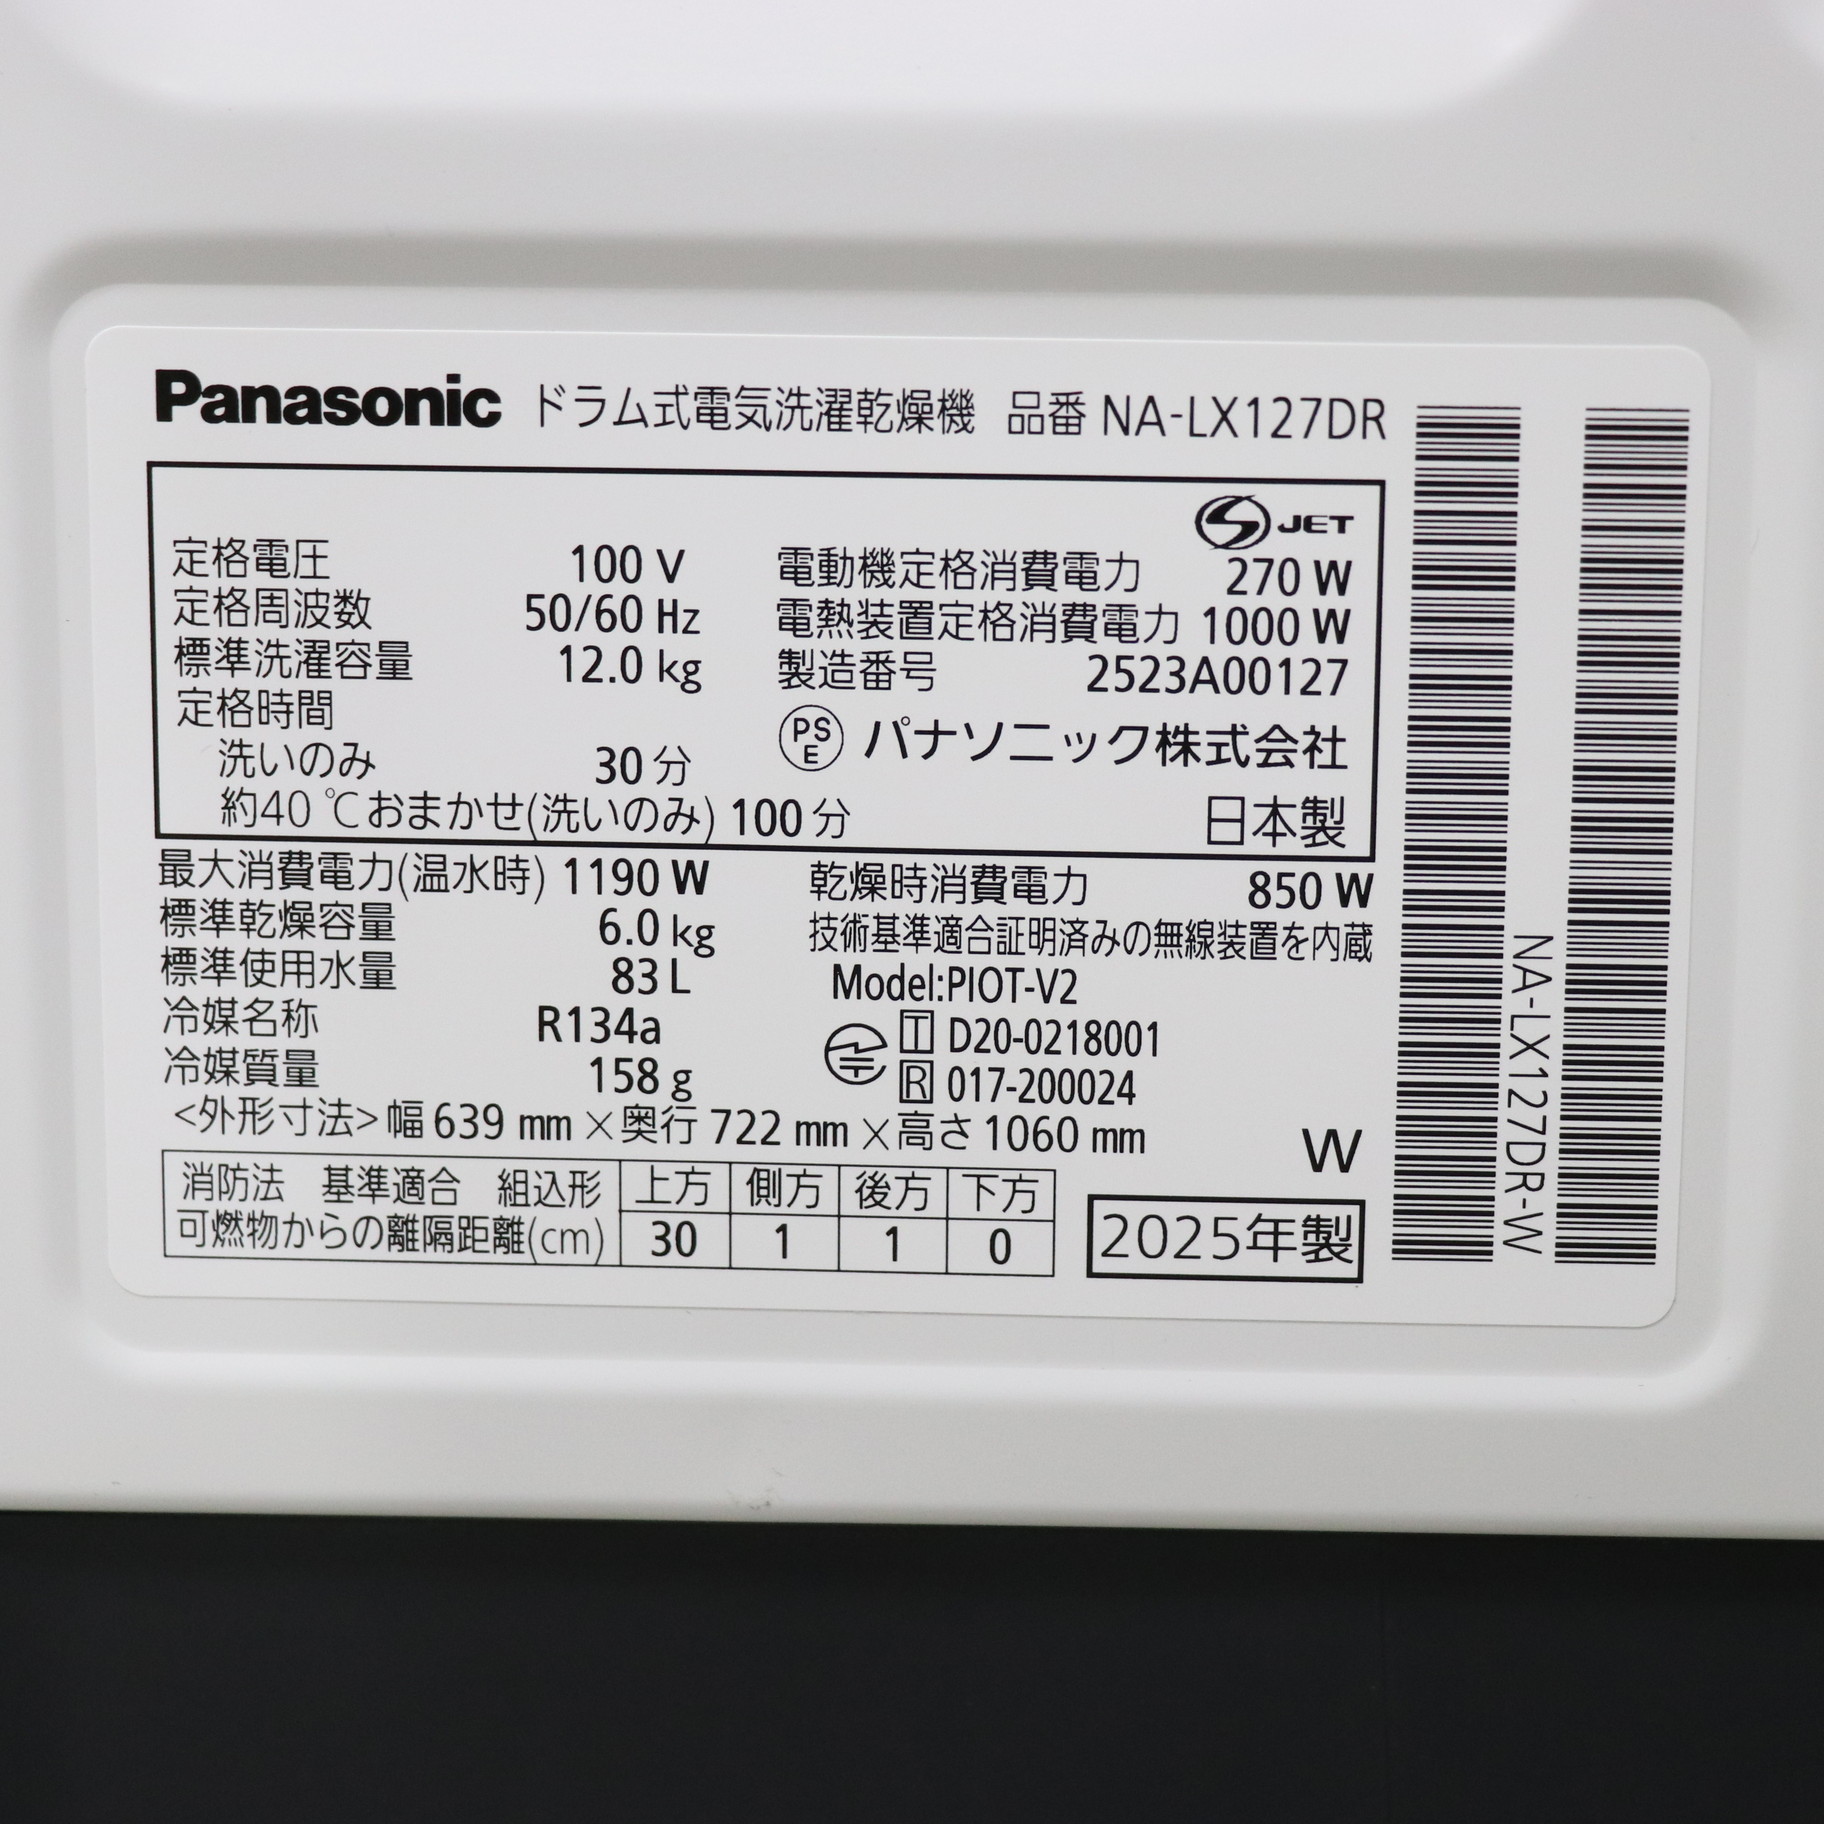 Panasonic ドラム式電気洗濯乾燥機 品番 NA-LX127DR
JET
定格電圧 100 V 電動機定格消費電力 270 W
定格周波数 50/60 Hz 電熱装置定格消費電力 1000 W
標準洗濯容量 12.0 kg 製造番号 2523A00127
定格時間
PSE パナソニック株式会社
洗いのみ 30 分
約40℃おまかせ(洗いのみ) 100 分 日本製
最大消費電力(温水時) 1190 W 乾燥時消費電力 850 W
標準乾燥容量 6.0 kg 技術基準適合証明済みの無線装置を内蔵
標準使用水量 83 L Model:PIOT-V2
冷媒名称 R134a T D20-0218001
冷媒質量 158 g R 017-200024
<外形寸法>幅 639 mm×奥行 722 mm×高さ 1060 mm W
消防法 基準適合 組込形 上方 側方 後方 下方
可燃物からの離隔距離(cm) 30 1 1 0
2025年製
NA-LX127DR-W